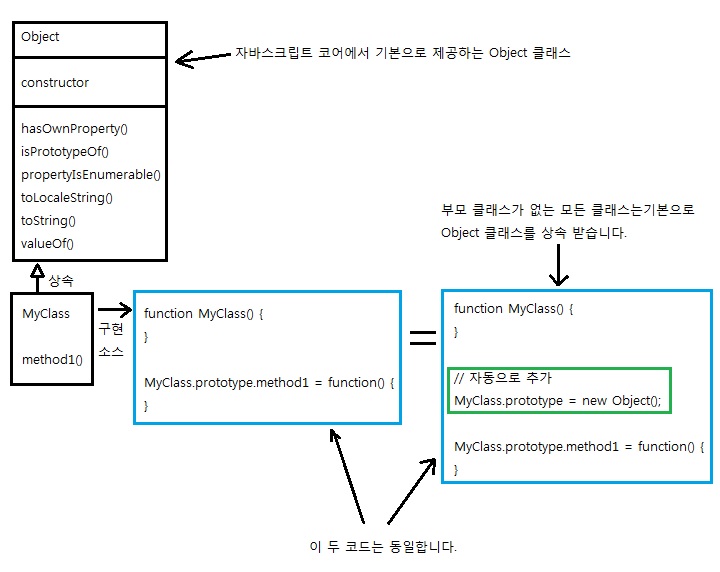 Object
constructor
hasOwnProperty()
isPrototypeOf()
propertyIsEnumerable()
toLocaleString()
toString()
valueOf()
자바스크립트 코어에서 기본으로 제공하는 Object 클래스
상속
MyClass
method1()
구현
소스
function MyClass() {
}
MyClass.prototype.method1 = function() {
}
부모 클래스가 없는 모든 클래스는기본으로
Object 클래스를 상속 받습니다.
function MyClass() {
}
// 자동으로 추가
MyClass.prototype = new Object();
MyClass.prototype.method1 = function() {
}
이 두 코드는 동일합니다.